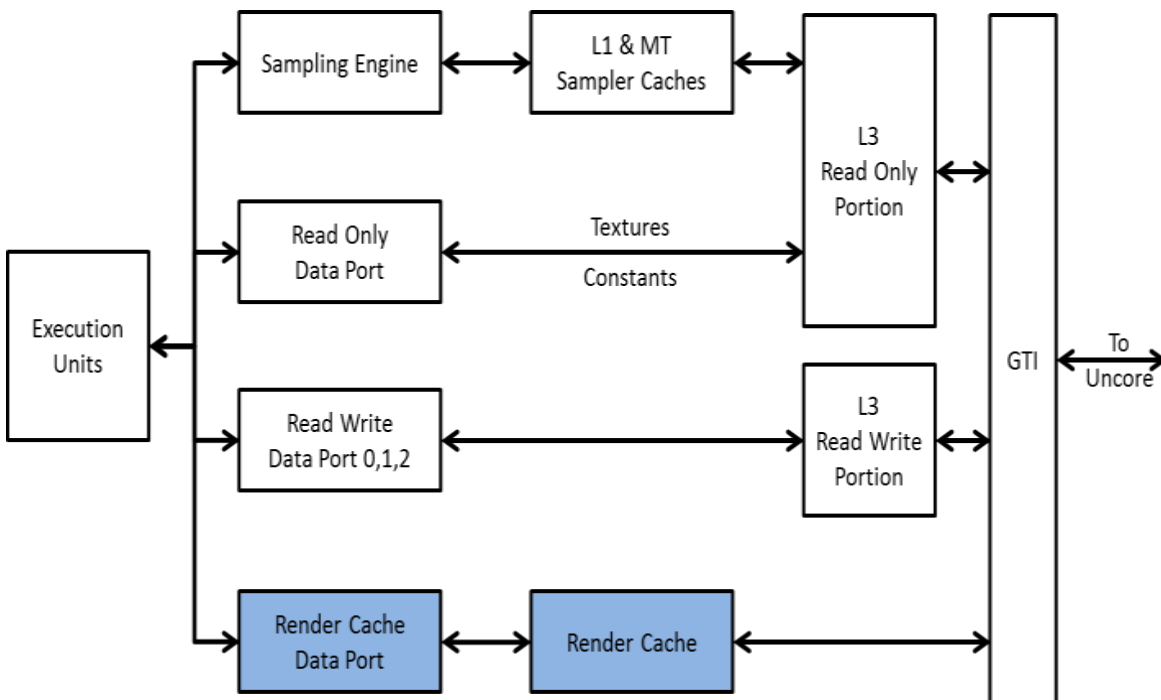 Sampling Engine
L1 & MT
Sampler Caches
L3
Read Only
Portion
Read Only
Data Port
Textures
Constants
Execution
Units
GTI
To
Uncore
Read Write
Data Port 0,1,2
L3
Read Write
Portion
Render Cache
Data Port
Render Cache